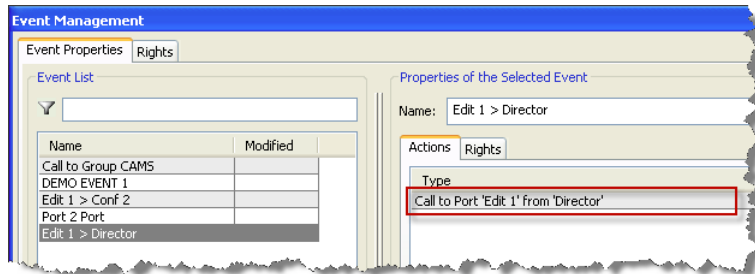 Event Management
Event Properties Rights
Event List
Properties of the Selected Event
Name: Edit 1 > Director
Name Modified
Call to Group CAMS
DEMO EVENT 1
Edit 1 > Conf 2
Port 2 Port
Edit 1 > Director
Actions Rights
Type
Call to Port 'Edit 1' from 'Director'